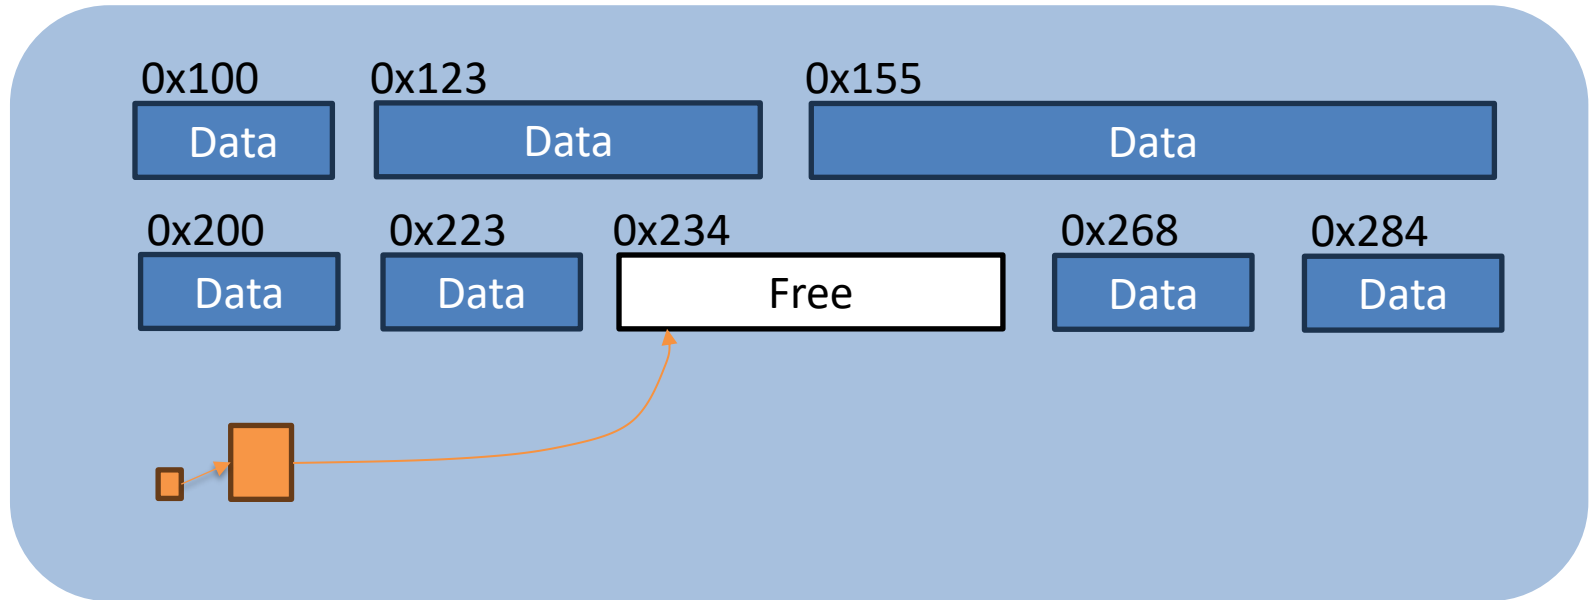 0x100 0x123 0x155
Data Data Data
0x200 0x223 0x234 0x268 0x284
Data Data Free Data Data